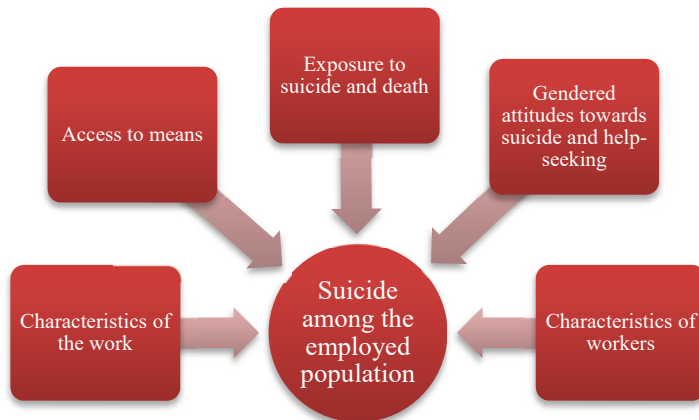 Exposure to
suicide and death
Access to means
Gendered
attitudes towards
suicide and help-
seeking
Characteristics of
the work
Suicide
among the
employed
population
Characteristics of
workers